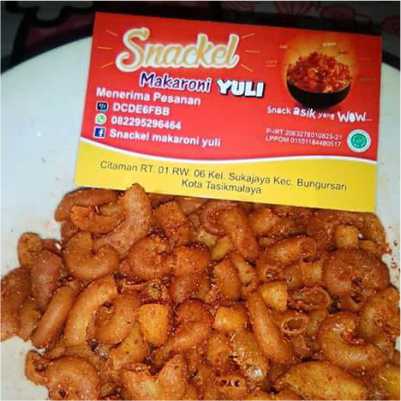 Snackel
Makaroni YULI
Menerima Pesanan
DCDE6FBB
082295296464
Snackel makaroni yuli
Snack asik yang WOW...
P-IRT 2063278010825-21
LPPOM 01101184480517
Citaman RT. 01 RW. 06 Kel. Sukajaya Kec. Bungursari
Kota Tasikmalaya